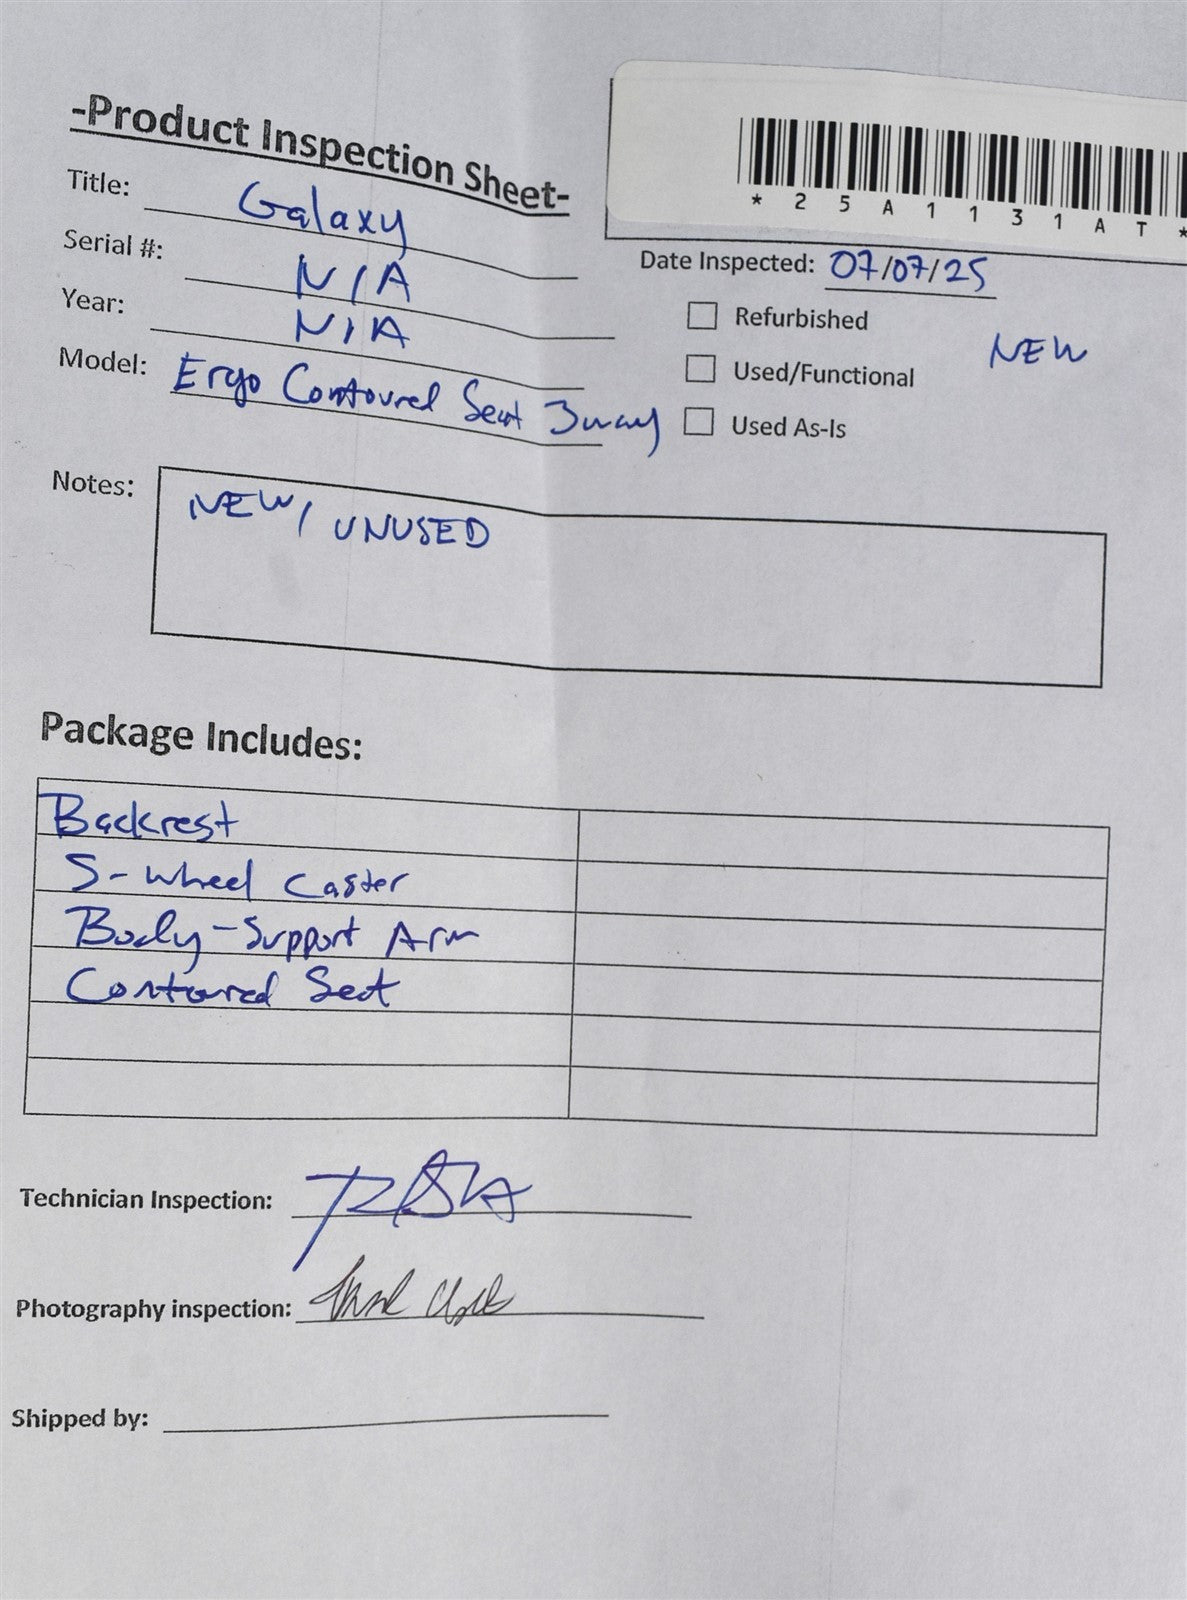 -Product Inspection Sheet-
*25A1131AT*
Title: Galaxy
Serial #: N/A
Year: N/A
Model: Ergo Contoured Seat 3way
Date Inspected: 07/07/25
Refurbished
Used/Functional
Used As-Is
NEW
Notes: NEW/UNUSED
Package Includes:
Backrest
5-wheel Caster
Body-Support Arm
Contoured Seat
Technician Inspection:
Photography inspection:
Shipped by: